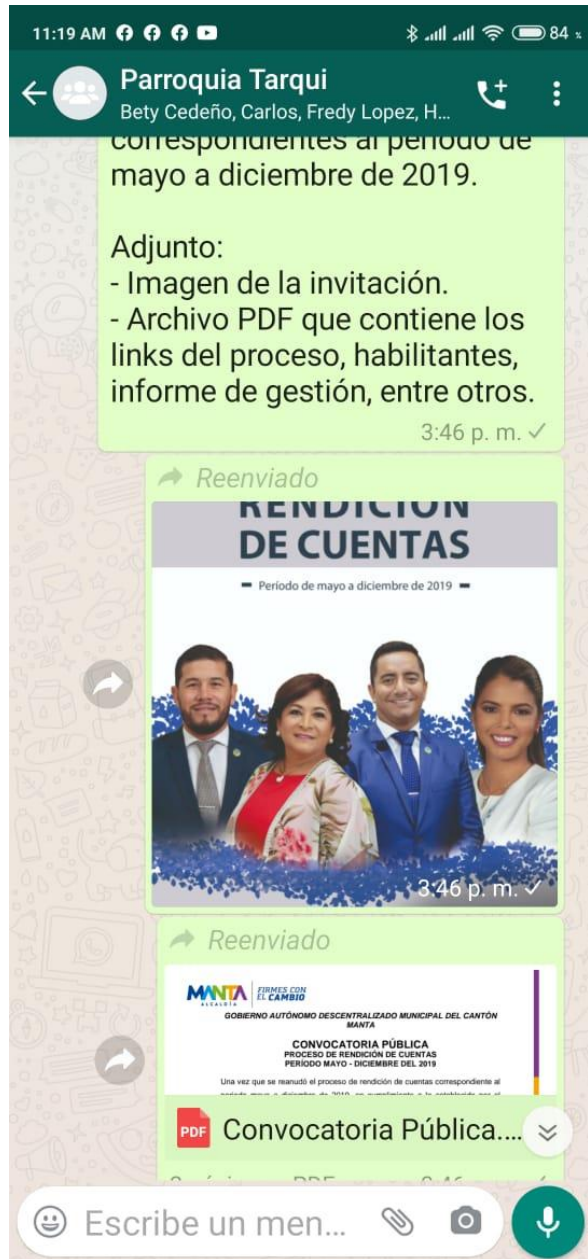 11:19 AM
84
Parroquia Tarqui
Bety Cedeño, Carlos, Fredy Lopez, H...
correspondientes al periodo de
mayo a diciembre de 2019.
Adjunto:
- Imagen de la invitación.
- Archivo PDF que contiene los
links del proceso, habilitantes,
informe de gestión, entre otros.
3:46 p. m.
Reenviado
RENDICIÓN
DE CUENTAS
Período de mayo a diciembre de 2019
3:46 p. m.
Reenviado
MANTA
ALCALDÍA
FIRMES CON
EL CAMBIO
GOBIERNO AUTÓNOMO DESCENTRALIZADO MUNICIPAL DEL CANTÓN
MANTA
CONVOCATORIA PÚBLICA
PROCESO DE RENDICIÓN DE CUENTAS
PERÍODO MAYO - DICIEMBRE DEL 2019
Una vez que se reanudó el proceso de rendición de cuentas correspondiente al
PDF
Convocatoria Pública....
Escribe un men...